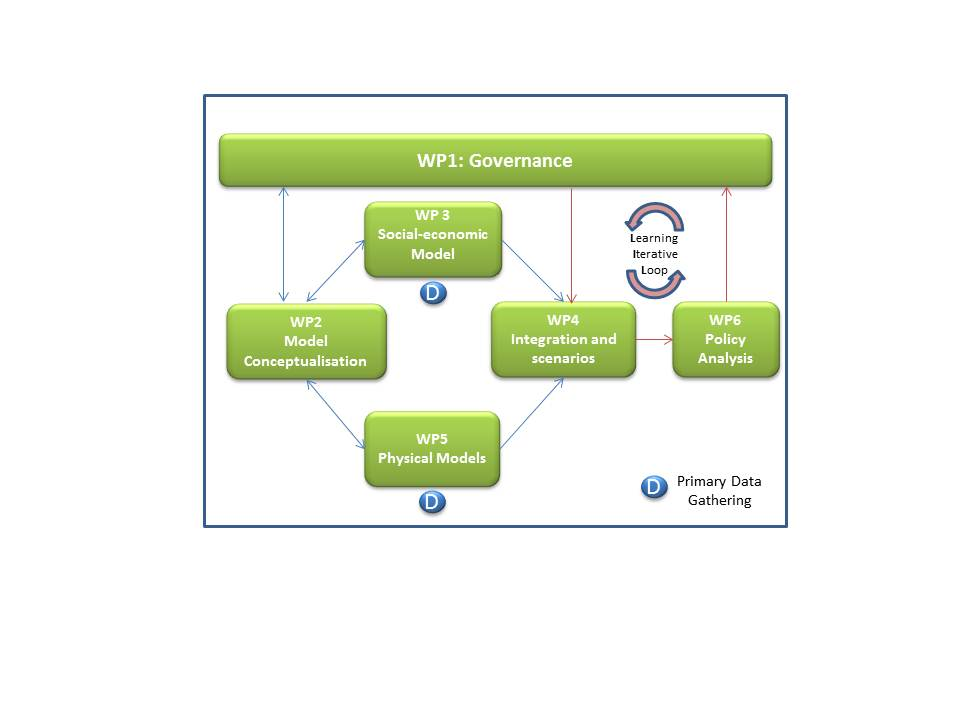 WP1: Governance
WP 3
Social-economic
Model
D
Learning
Iterative
Loop
WP2
Model
Conceptualisation
WP4
Integration and
scenarios
WP6
Policy
Analysis
WP5
Physical Models
D
D
Primary Data
Gathering